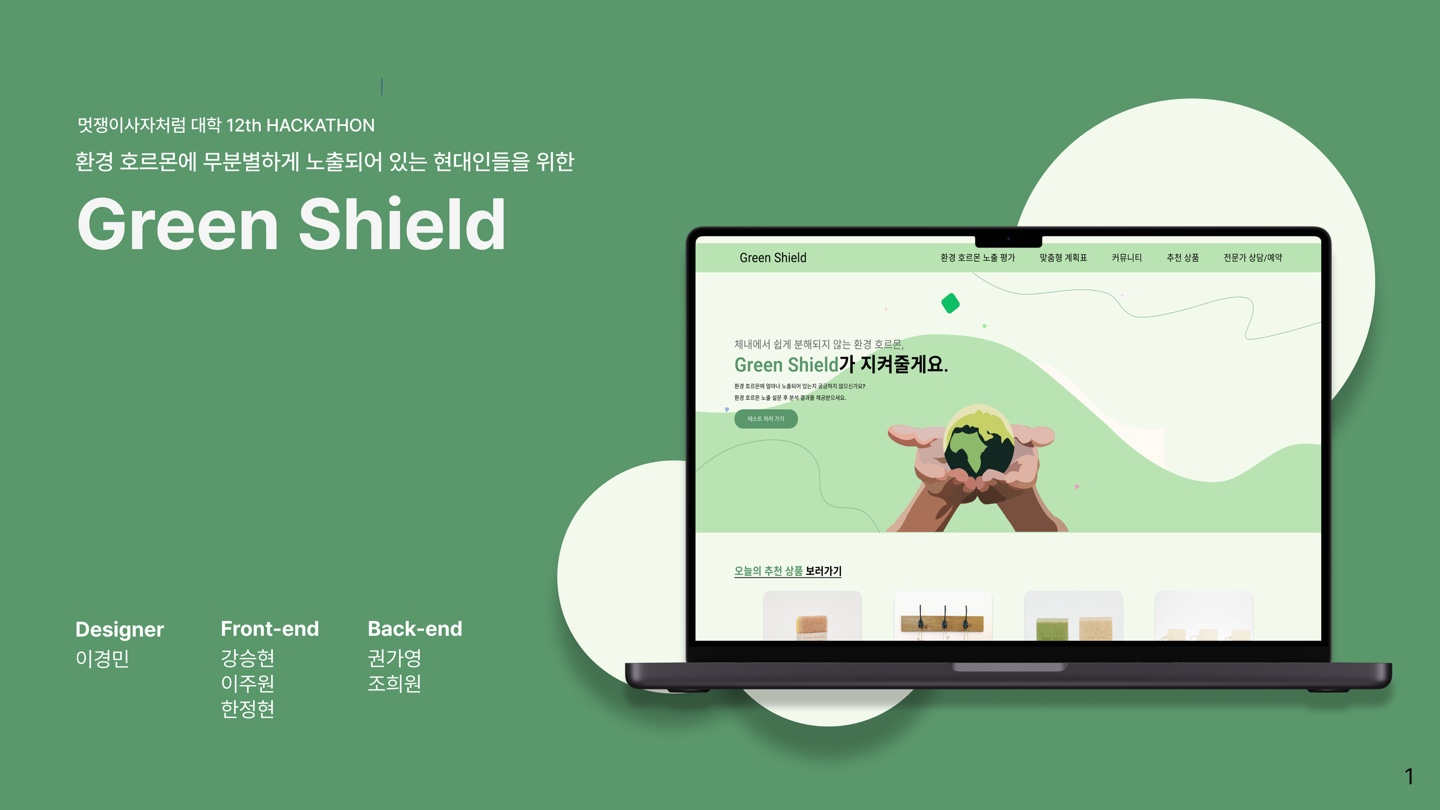 멋쟁이사자처럼 대학 12th HACKATHON
환경 호르몬에 무분별하게 노출되어 있는 현대인들을 위한
Green Shield
Green Shield 환경 호르몬 노출 평가 맞춤형 계획표 커뮤니티 추천 상품 전문가 상담/예약
체내에서 쉽게 분해되지 않는 환경 호르몬,
Green Shield가 지켜줄게요.
환경 호르몬에 얼마나 노출되어 있는지 궁금하지 않으신가요?
환경 호르몬 노출 설문 후 분석 결과를 제공받으세요.
테스트 하러 가기
오늘의 추천 상품 보러가기
Designer
이경민
Front-end
강승현
이주원
한정현
Back-end
권가영
조희원
1